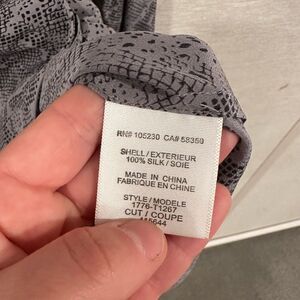 RN# 105230 CA# 58350
SHELL / EXTERIEUR
100% SILK / SOIE
MADE IN CHINA
FABRIQUE EN CHINE
STYLE / MODELE
1776-T1267
CUT / COUPE